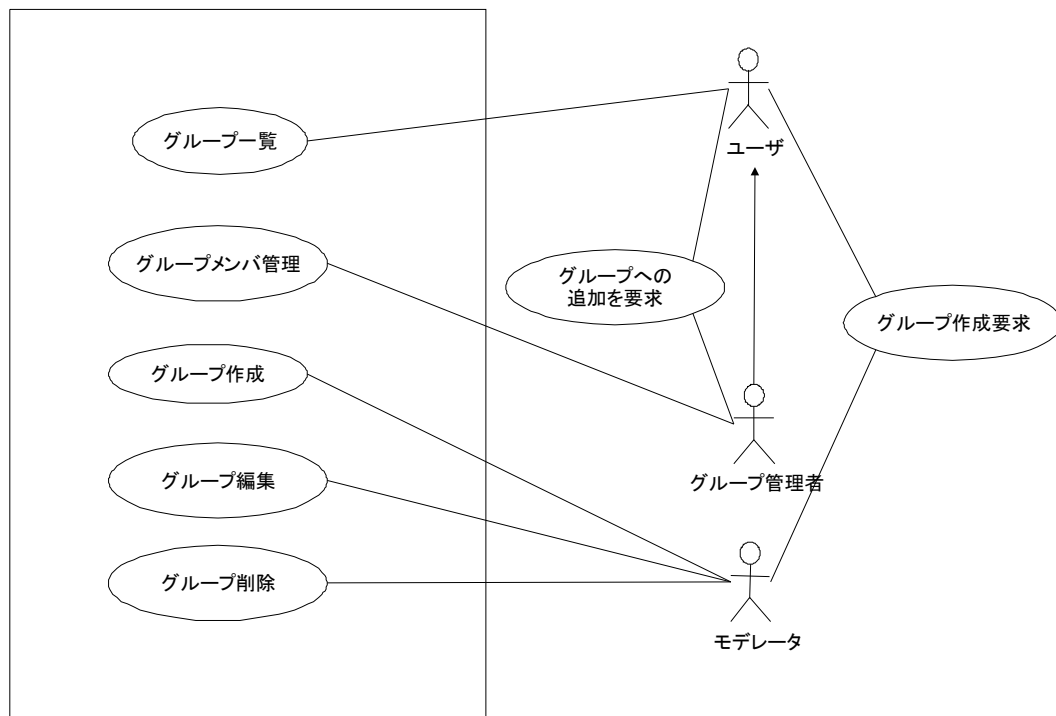 ユーザ
グループ一覧
グループメンバ管理
グループへの
追加を要求
グループ作成要求
グループ作成
グループ編集
グループ管理者
グループ削除
モデレータ